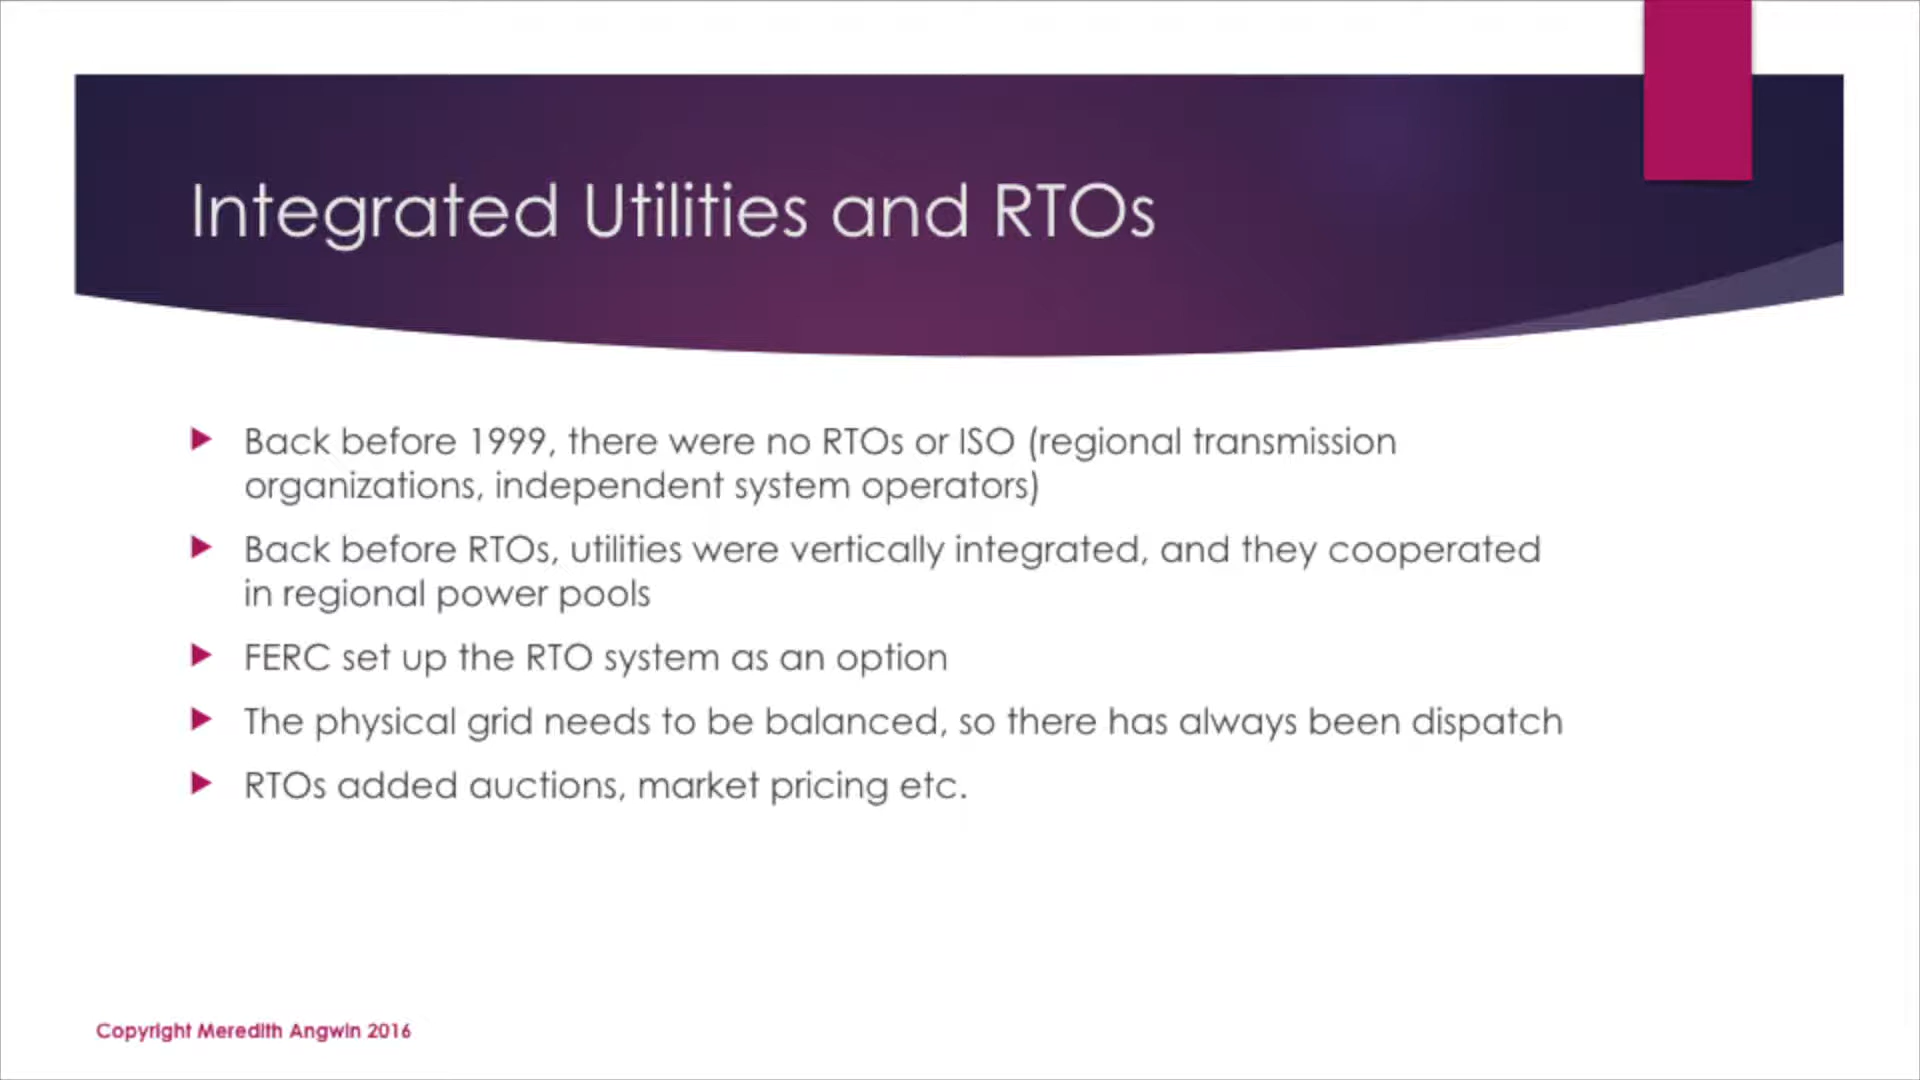 Integrated Utilities and RTOs
Back before 1999, there were no RTOs or ISO (regional transmission
organizations, independent system operators)
Back before RTOs, utilities were vertically integrated, and they cooperated
in regional power pools
FERC set up the RTO system as an option
The physical grid needs to be balanced, so there has always been dispatch
RTOs added auctions, market pricing etc.
Copyright Meredith Angwin 2016